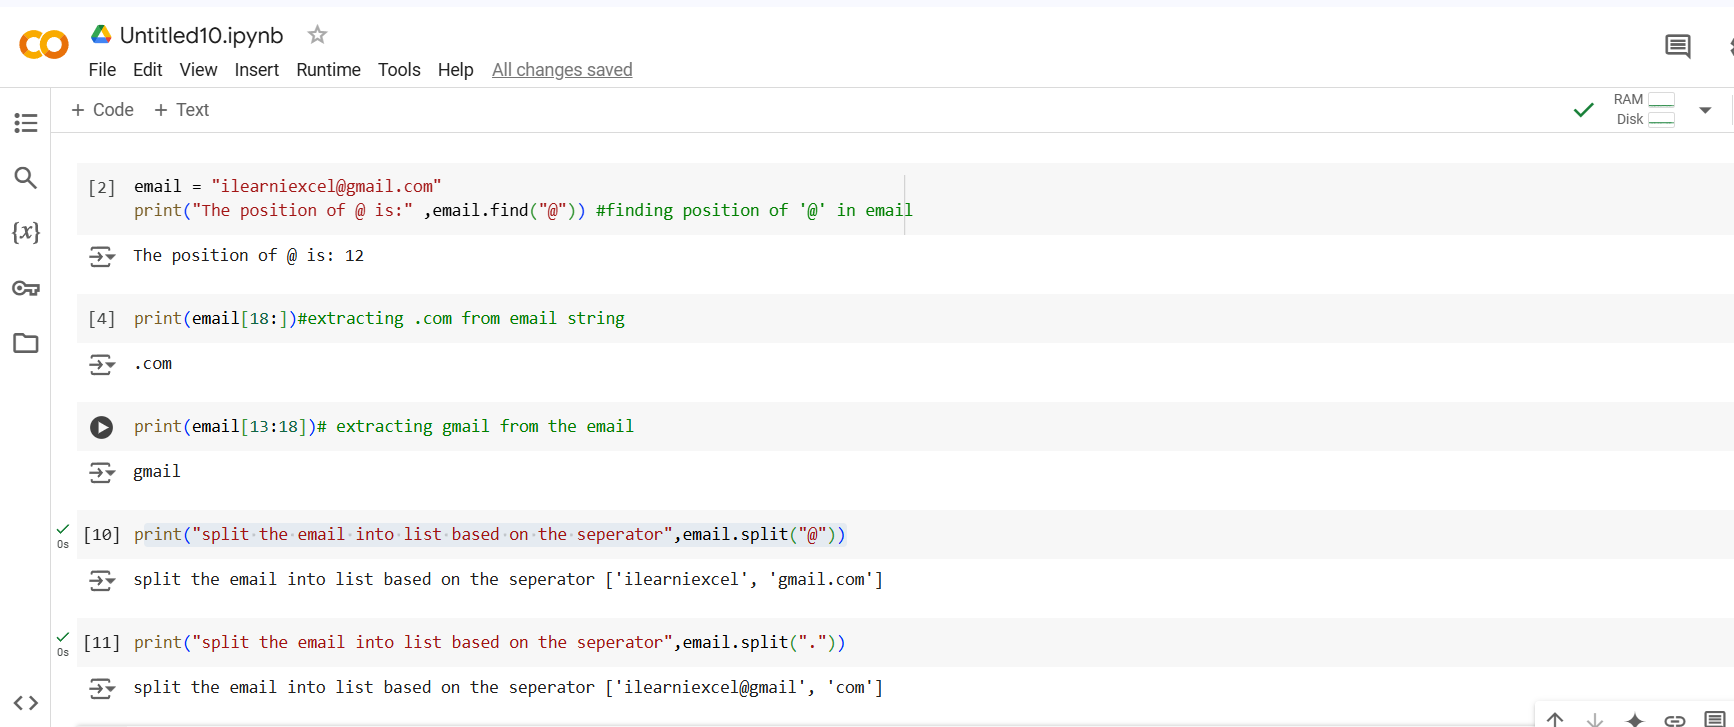 Untitled10.ipynb
File Edit View Insert Runtime Tools Help All changes saved
+ Code + Text
RAM
Disk
[2] email = "ilearniexcel@gmail.com"
print("The position of @ is:" ,email.find("@")) #finding position of '@' in email
The position of @ is: 12
[4] print(email[18:])#extracting .com from email string
.com
print(email[13:18])# extracting gmail from the email
gmail
[10] print("split the email into list based on the seperator",email.split("@"))
0s
split the email into list based on the seperator ['ilearniexcel', 'gmail.com']
[11] print("split the email into list based on the seperator",email.split("."))
0s
split the email into list based on the seperator ['ilearniexcel@gmail', 'com']